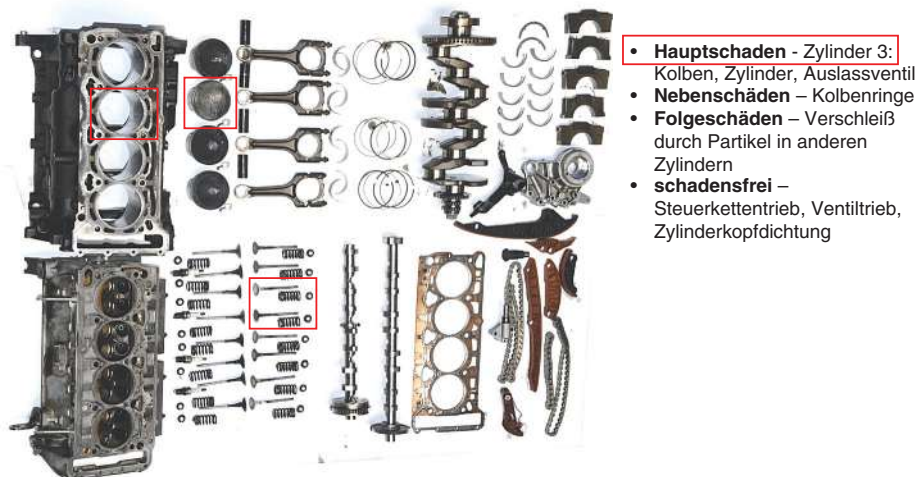 • Hauptschaden - Zylinder 3:
Kolben, Zylinder, Auslassventil
• Nebenschäden – Kolbenringe
• Folgeschäden – Verschleiß
durch Partikel in anderen
Zylindern
• schadensfrei –
Steuerkettentrieb, Ventiltrieb,
Zylinderkopfdichtung